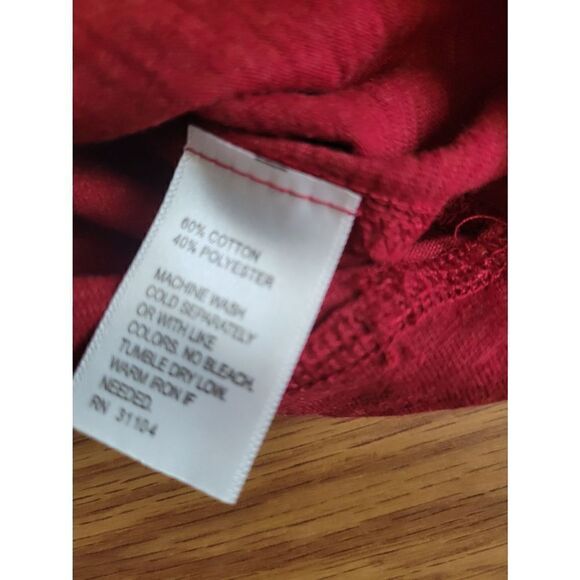 60% COTTON
40% POLYESTER
MACHINE WASH
COLD SEPARATELY
OR WITH LIKE
COLORS. NO BLEACH.
TUMBLE DRY LOW.
WARM IRON IF
NEEDED.
RN 31104